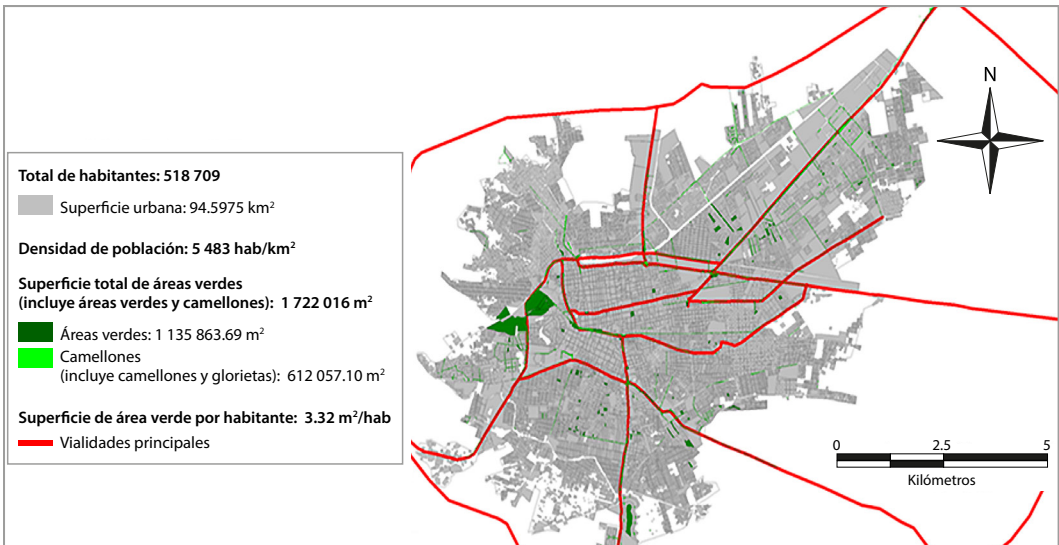 Total de habitantes: 518 709
Superficie urbana: 94.5975 km²
Densidad de población: 5 483 hab/km²
Superficie total de áreas verdes
(incluye áreas verdes y camellones): 1 722 016 m²
Áreas verdes: 1 135 863.69 m²
Camellones
(incluye camellones y glorietas): 612 057.10 m²
Superficie de área verde por habitante: 3.32 m²/hab
Vialidades principales
N
0 2.5 5
Kilómetros